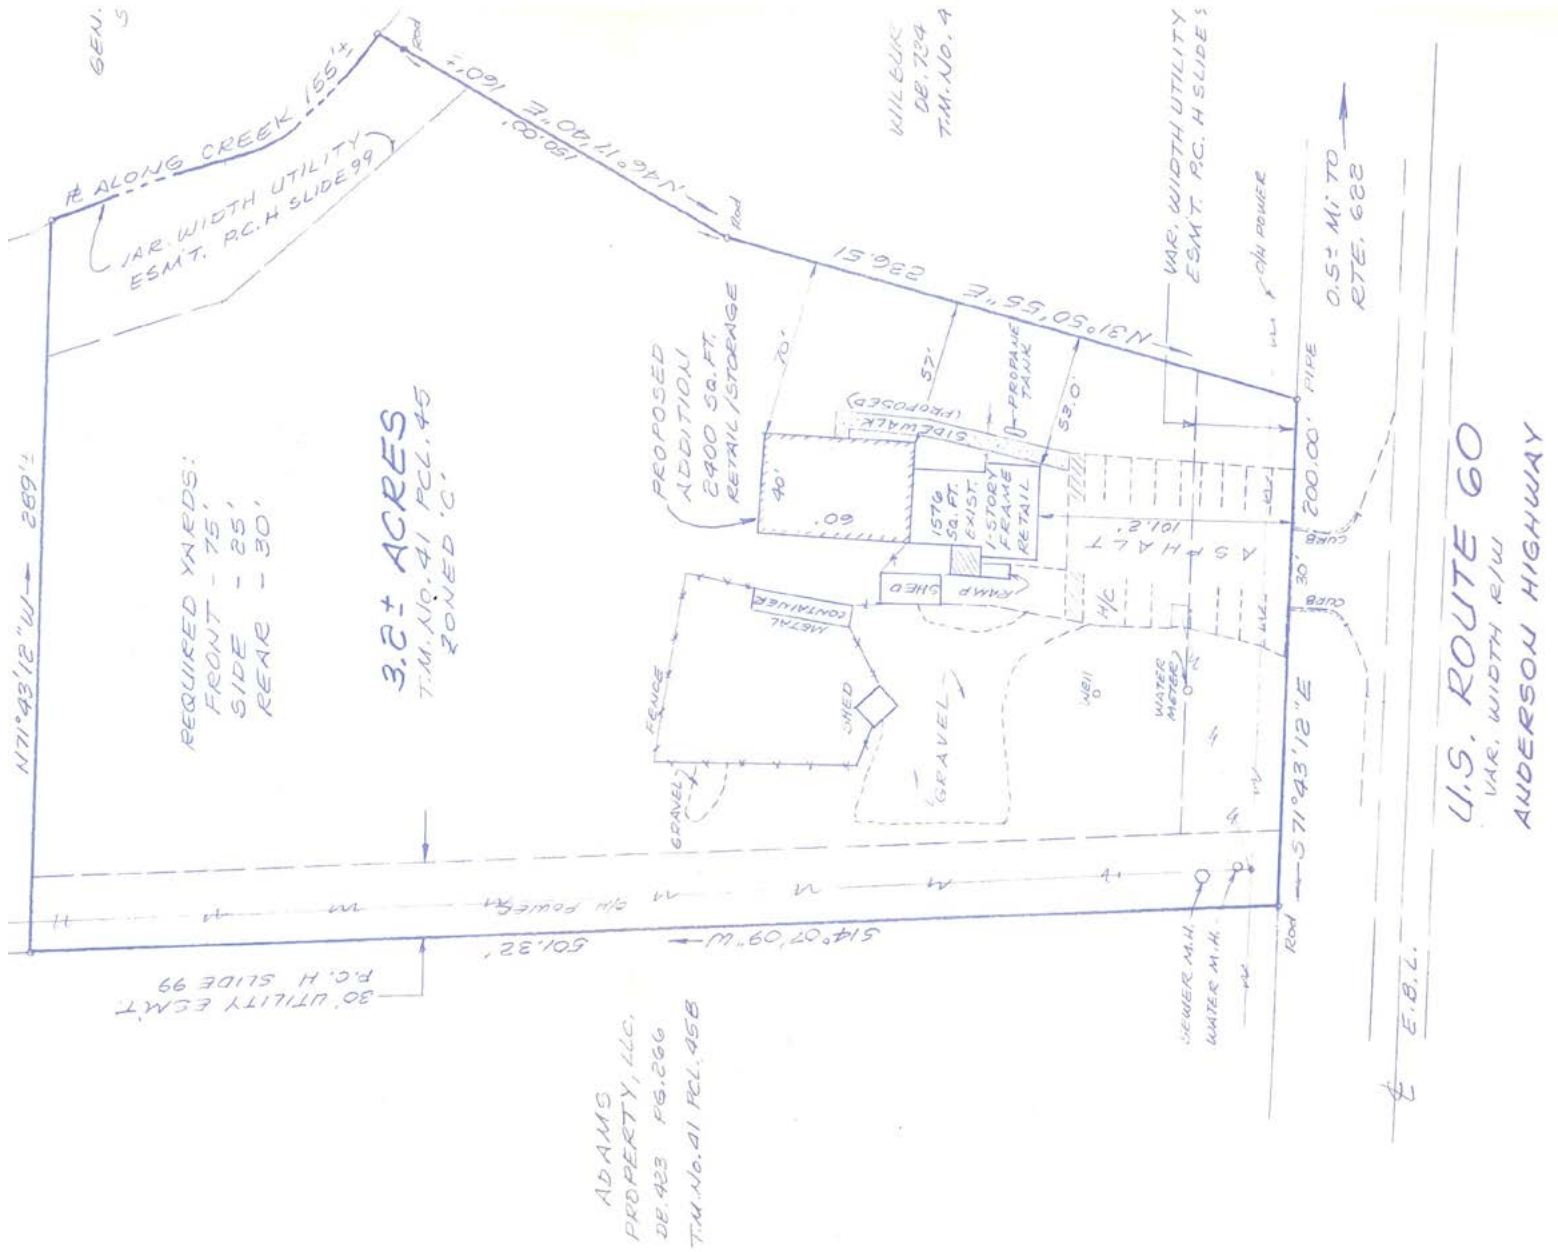 GEN.
S
N71°43'12"W 289'±
℄ ALONG CREEK 155'±
VAR. WIDTH UTILITY
ESM'T. P.C.H SLIDE 99
Rod
N46°17'40"E 160'±
150.00'
Rod
REQUIRED YARDS:
FRONT - 75'
SIDE - 25'
REAR - 30'
3.2± ACRES
T.M.No.41 PCL.45
ZONED 'C'
WILBUR
DB.724
T.M.NO.4
N31°50'55"E 236.51
PROPOSED
ADDITION
2400 SQ.FT.
RETAIL/STORAGE
70'
57'
53.0'
40'
60'
SIDEWALK
(PROPOSED)
PROPANE
TANK
1576
SQ.FT.
EXIST.
1-STORY
FRAME
RETAIL
RAMP
SHED
METAL
CONTAINER
FENCE
SHED
GRAVEL
GRAVEL
Well
WATER
METER
H/C
ASPHALT
101.2'
VAR. WIDTH UTILITY
ESM'T. P.C. H SLIDE 9
O/H POWER
O/H POWER
S14°07'09"W 501.32'
30' UTILITY ESM'T.
P.C. H SLIDE 99
ADAMS
PROPERTY, LLC.
DB.423 PG.266
T.M.No.41 PCL.45B
SEWER M.H.
WATER M.H.
Rod
S71°43'12"E 200.00'
PIPE
CURB
30'
CURB
0.5± Mi TO
RTE. 622
℄
E.B.L.
U.S. ROUTE 60
VAR. WIDTH R/W
ANDERSON HIGHWAY